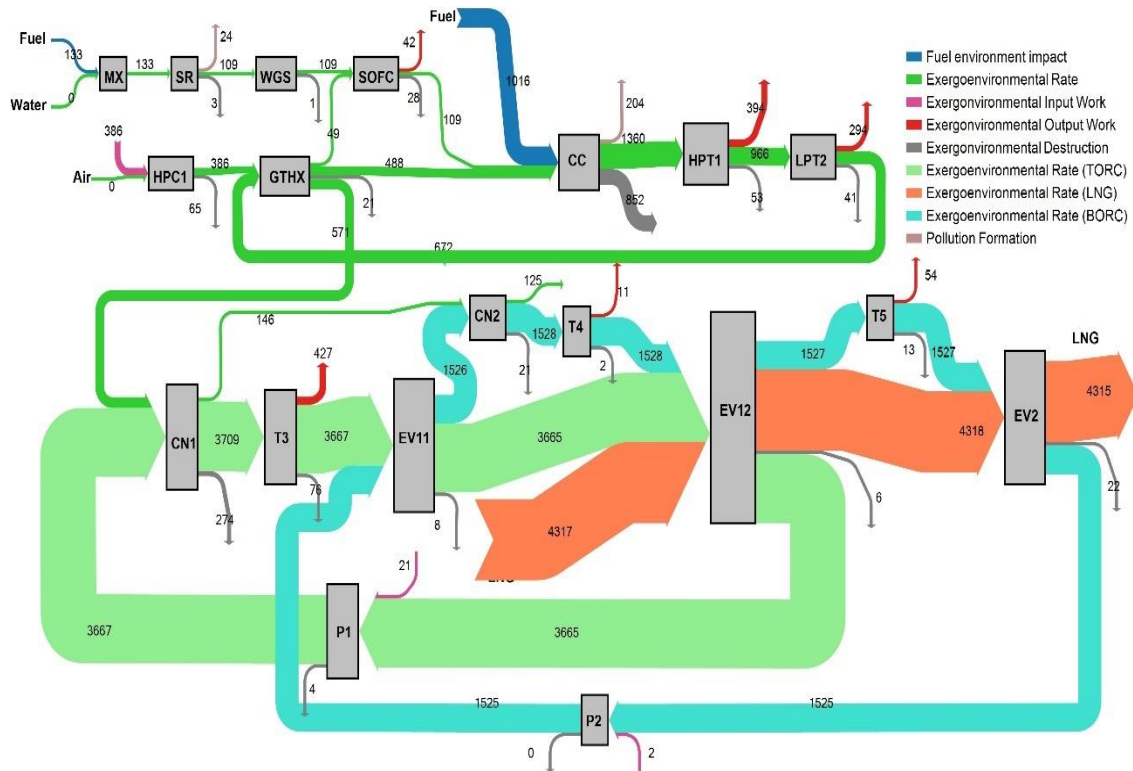 Fuel
24
Fuel
42
133
133
109
109
MX
SR
WGS
SOFC
Water
0
3
1
28
1016
109
204
394
294
49
386
386
488
1360
966
CC
HPT1
LPT2
Air
0
HPC1
GTHX
65
21
852
53
41
571
672
Fuel environment impact
Exergoenvironmental Rate
Exergonvironmental Input Work
Exergonvironmental Output Work
Exergonvironmental Destruction
Exergoenvironmental Rate (TORC)
Exergoenvironmental Rate (LNG)
Exergoenvironmental Rate (BORC)
Pollution Formation
146
125
11
54
CN2
T4
T5
1528
1528
1526
21
2
1527
13
1527
LNG
427
4315
CN1
3709
T3
3667
EV11
3665
EV12
4318
EV2
274
76
8
4317
6
22
LNG
21
3667
P1
3665
4
1525
P2
1525
0
2